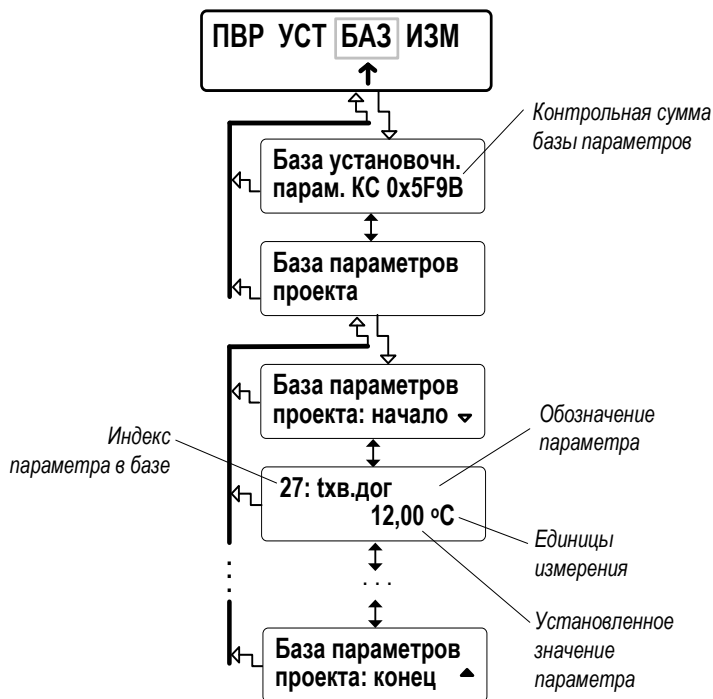 ПВР УСТ БАЗ ИЗМ
Контрольная сумма
базы параметров
База установочн.
парам. КС 0x5F9B
База параметров
проекта
База параметров
проекта: начало
Обозначение
параметра
Индекс
параметра в базе
27: tхв.дог
12,00 ºС
Единицы
измерения
. . .
Установленное
значение
параметра
База параметров
проекта: конец